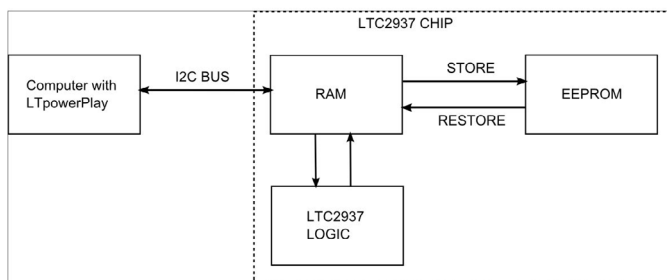 LTC2937 CHIP
Computer with
LTpowerPlay
I2C BUS
RAM
STORE
RESTORE
EEPROM
LTC2937
LOGIC